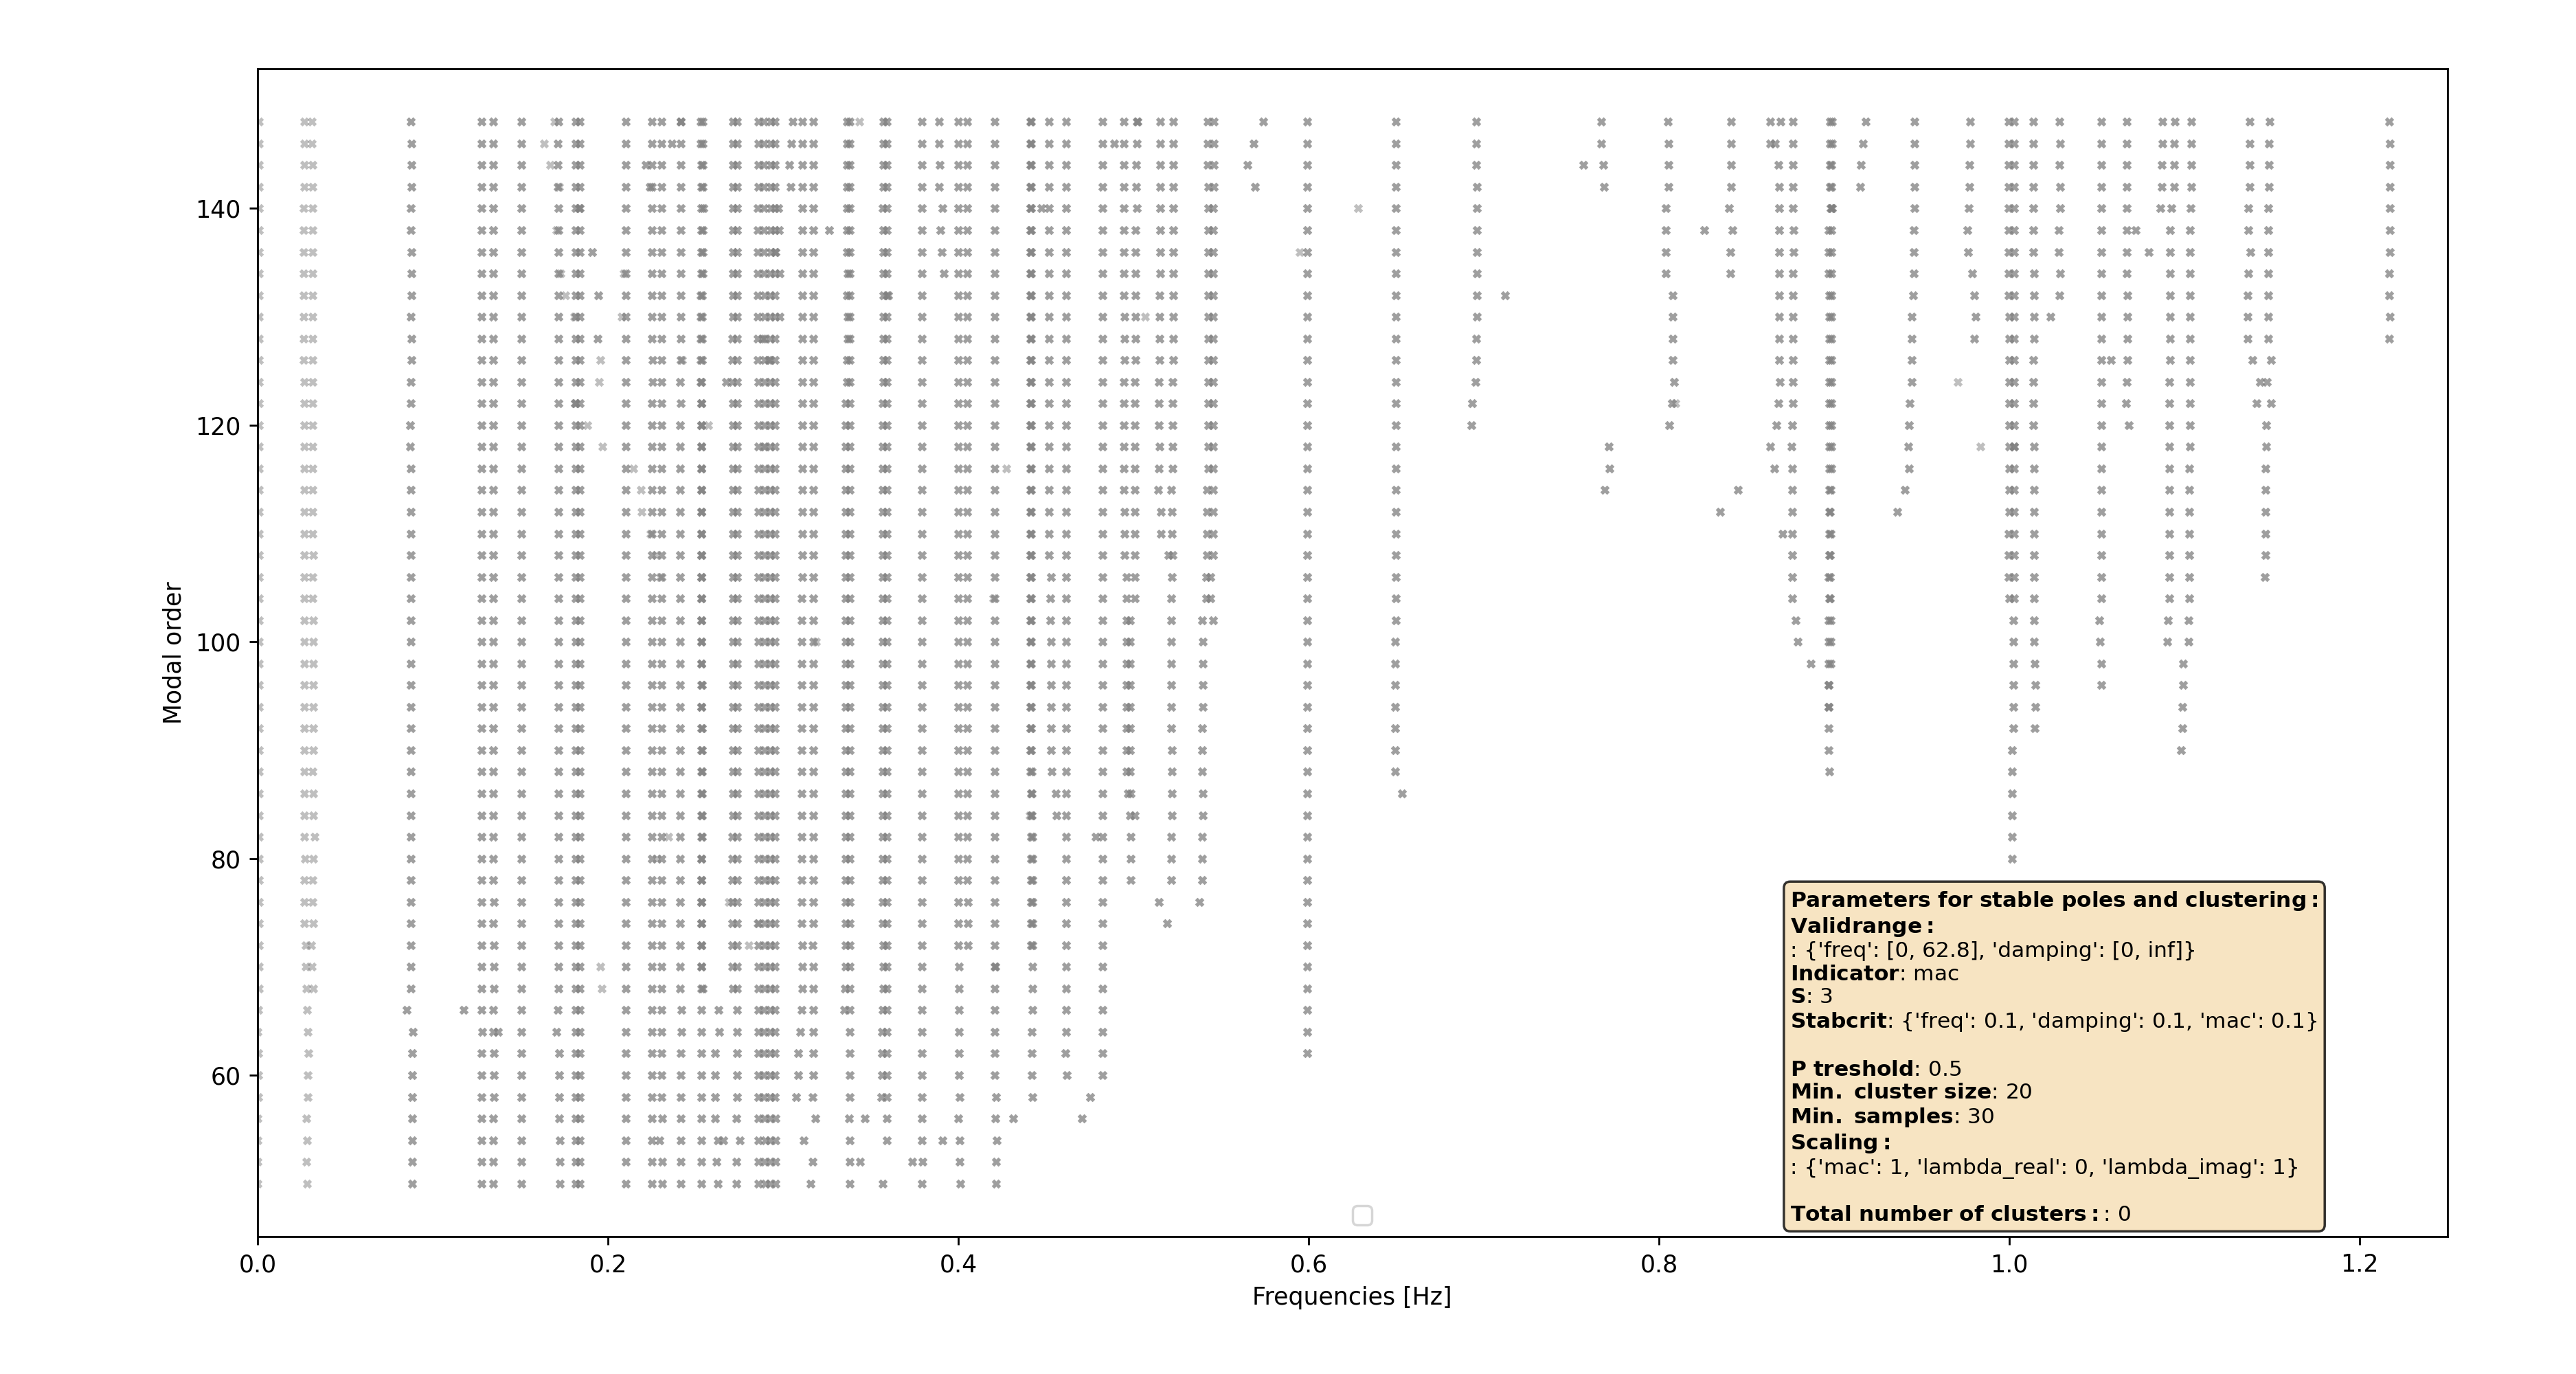 140
120
100
80
60
Modal order
0.0 0.2 0.4 0.6 0.8 1.0 1.2
Frequencies [Hz]
Parameters for stable poles and clustering:
Validrange:
: {'freq': [0, 62.8], 'damping': [0, inf]}
Indicator: mac
S: 3
Stabcrit: {'freq': 0.1, 'damping': 0.1, 'mac': 0.1}
P treshold: 0.5
Min. cluster size: 20
Min. samples: 30
Scaling:
: {'mac': 1, 'lambda_real': 0, 'lambda_imag': 1}
Total number of clusters: : 0